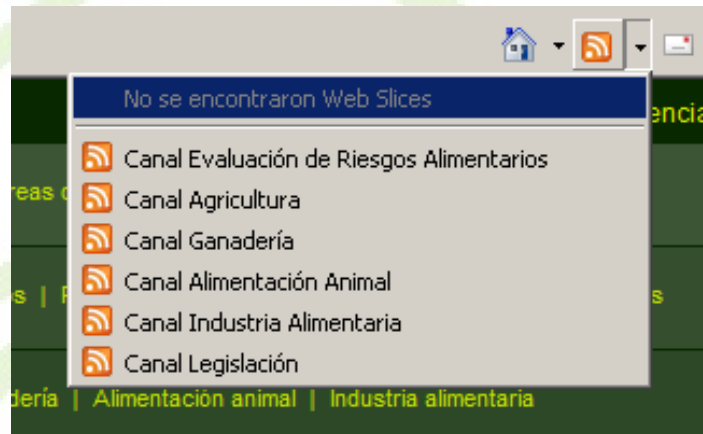 No se encontraron Web Slices
encia
Canal Evaluación de Riesgos Alimentarios
Canal Agricultura
reas
Canal Ganadería
Canal Alimentación Animal
s |
s
Canal Industria Alimentaria
Canal Legislación
dería | Alimentación animal | Industria alimentaria